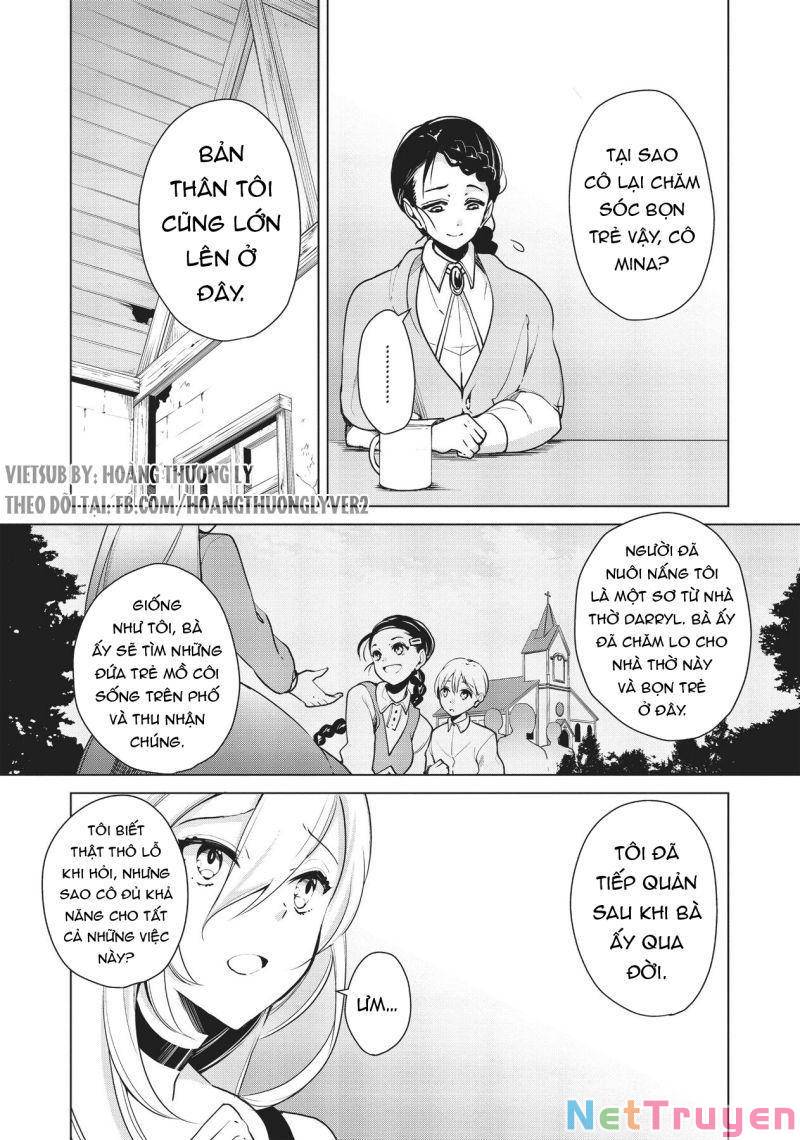 TẠI SAO
CÔ LẠI CHĂM
SÓC BỌN
TRẺ VẬY, CÔ
MINA?
.........
BẢN
THÂN TÔI
CŨNG LỚN
LÊN Ở
ĐÂY.
VIETSUB BY: HOÀNG THƯỢNG LY
THEO DÕI TẠI: FB.COM/HOANGTHUONGLYVER2
NGƯỜI ĐÃ
NUÔI NẤNG TÔI
LÀ MỘT SƠ TỪ NHÀ
THỜ DARRYL. BÀ ẤY
ĐÃ CHĂM LO CHO
NHÀ THỜ NÀY
VÀ BỌN TRẺ
Ở ĐÂY.
GIỐNG
NHƯ TÔI, BÀ
ẤY SẼ TÌM NHỮNG
ĐỨA TRẺ MỒ CÔI
SỐNG TRÊN PHỐ
VÀ THU NHẬN
CHÚNG.
TÔI ĐÃ
TIẾP QUẢN
SAU KHI BÀ
ẤY QUA
ĐỜI.
TÔI BIẾT
THẬT THÔ LỖ
KHI HỎI, NHƯNG
SAO CÔ ĐỦ KHẢ
NĂNG CHO TẤT
CẢ NHỮNG VIỆC
NÀY?
ƯM...
NetTruyen